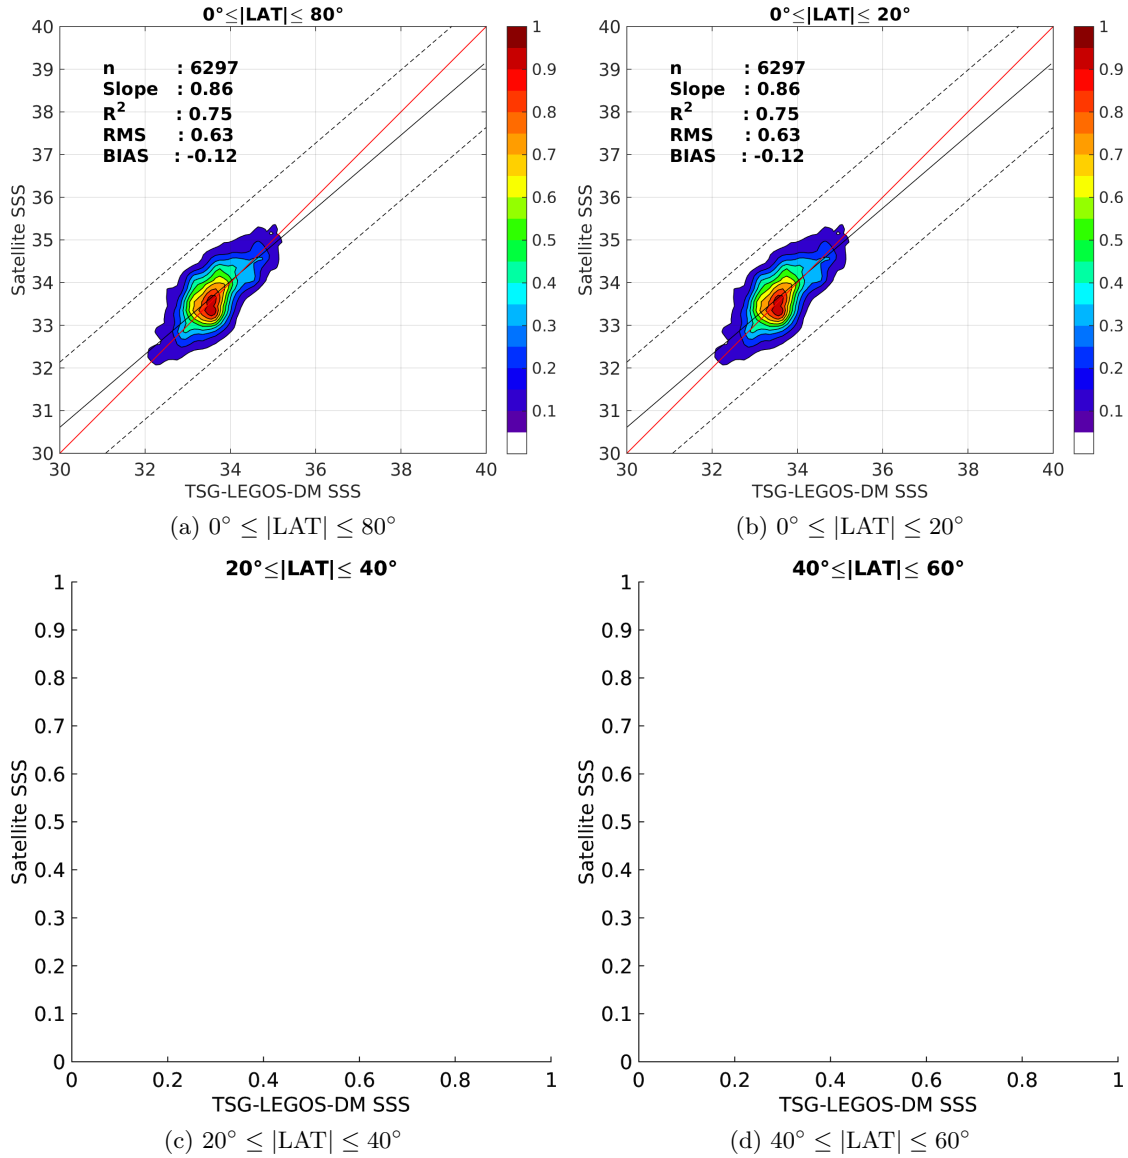 0°≤|LAT|≤ 80°
n : 6297
Slope : 0.86
R² : 0.75
RMS : 0.63
BIAS : -0.12
Satellite SSS
40
39
38
37
36
35
34
33
32
31
30
30 32 34 36 38 40
TSG-LEGOS-DM SSS
1
0.9
0.8
0.7
0.6
0.5
0.4
0.3
0.2
0.1
(a) 0° ≤ |LAT| ≤ 80°
0°≤|LAT|≤ 20°
n : 6297
Slope : 0.86
R² : 0.75
RMS : 0.63
BIAS : -0.12
Satellite SSS
40
39
38
37
36
35
34
33
32
31
30
30 32 34 36 38 40
TSG-LEGOS-DM SSS
1
0.9
0.8
0.7
0.6
0.5
0.4
0.3
0.2
0.1
(b) 0° ≤ |LAT| ≤ 20°
20°≤|LAT|≤ 40°
Satellite SSS
1
0.9
0.8
0.7
0.6
0.5
0.4
0.3
0.2
0.1
0
0 0.2 0.4 0.6 0.8 1
TSG-LEGOS-DM SSS
(c) 20° ≤ |LAT| ≤ 40°
40°≤|LAT|≤ 60°
Satellite SSS
1
0.9
0.8
0.7
0.6
0.5
0.4
0.3
0.2
0.1
0
0 0.2 0.4 0.6 0.8 1
TSG-LEGOS-DM SSS
(d) 40° ≤ |LAT| ≤ 60°